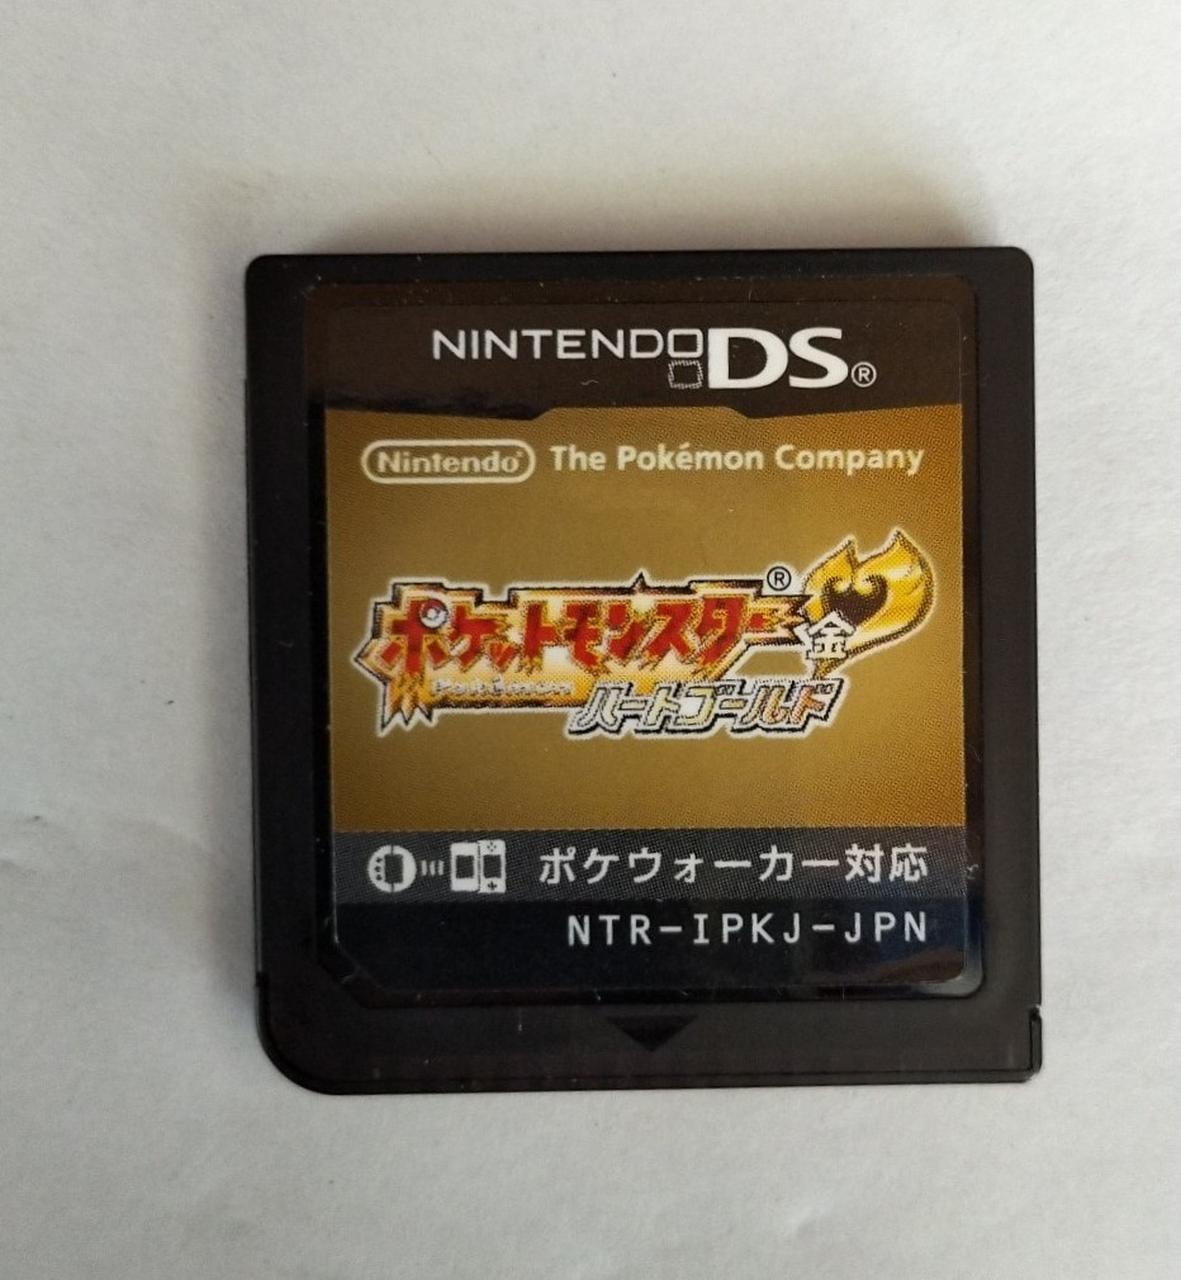 NINTENDO DS®
Nintendo® The Pokémon Company
ポケットモンスター®
金
Pokémon
ハートゴールド
ポケウォーカー対応
NTR-IPKJ-JPN